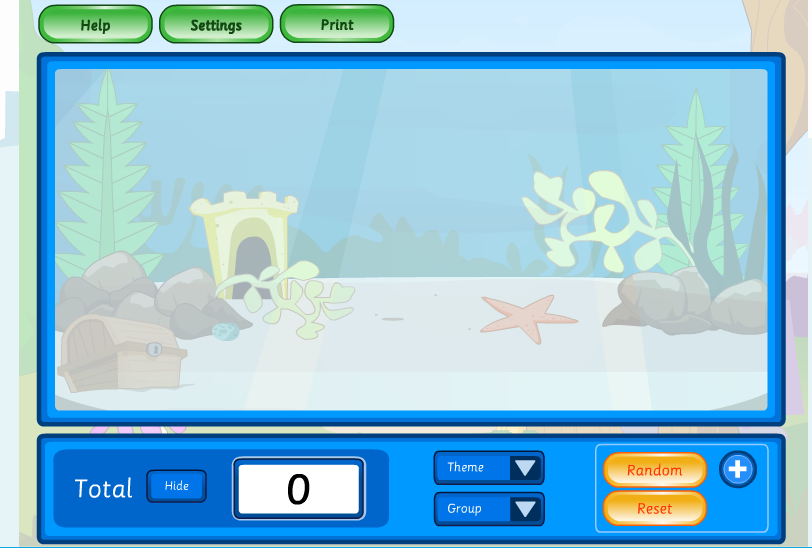 Help
Settings
Print
Total
Hide
0
Theme
Group
Random
Reset